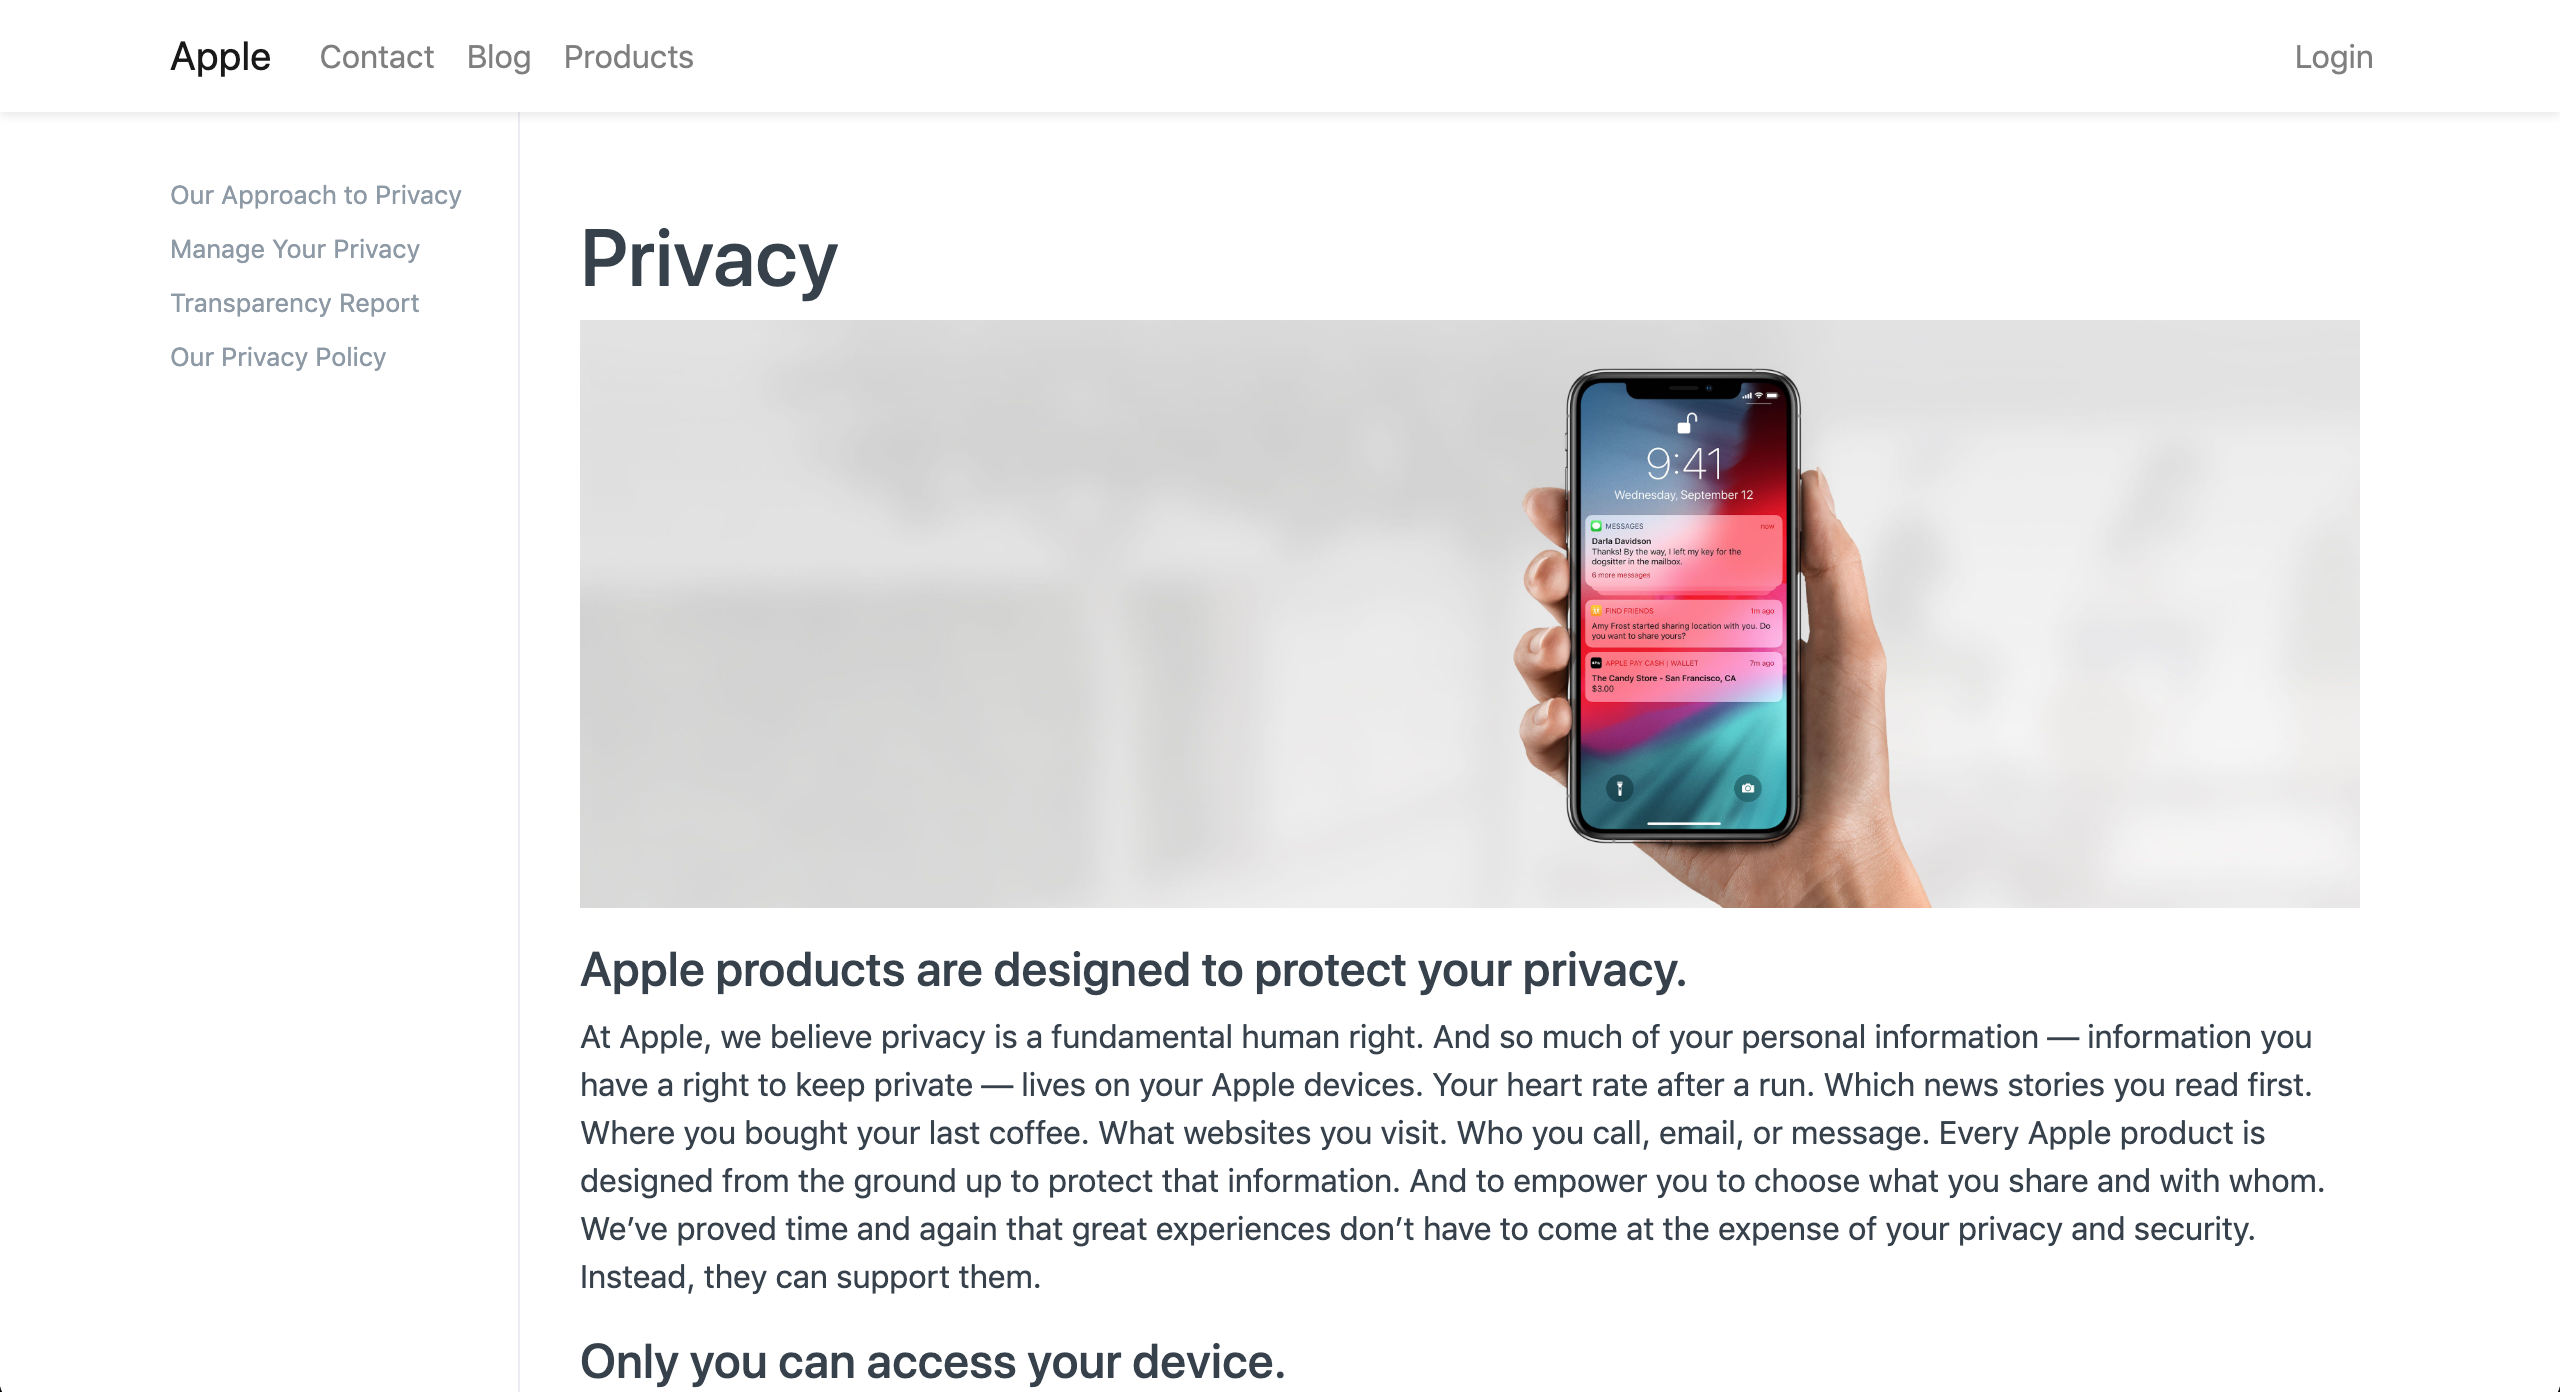 Apple Contact Blog Products Login
Our Approach to Privacy
Manage Your Privacy
Transparency Report
Our Privacy Policy
Privacy
9:41
Wednesday, September 12
MESSAGES now
Darla Davidson
Thanks! By the way, I left my key for the
dogsitter in the mailbox.
6 more messages
FIND FRIENDS 1m ago
Amy Frost started sharing location with you. Do
you want to share yours?
APPLE PAY CASH | WALLET 7m ago
The Candy Store - San Francisco, CA
$3.00
Apple products are designed to protect your privacy.
At Apple, we believe privacy is a fundamental human right. And so much of your personal information — information you
have a right to keep private — lives on your Apple devices. Your heart rate after a run. Which news stories you read first.
Where you bought your last coffee. What websites you visit. Who you call, email, or message. Every Apple product is
designed from the ground up to protect that information. And to empower you to choose what you share and with whom.
We’ve proved time and again that great experiences don’t have to come at the expense of your privacy and security.
Instead, they can support them.
Only you can access your device.